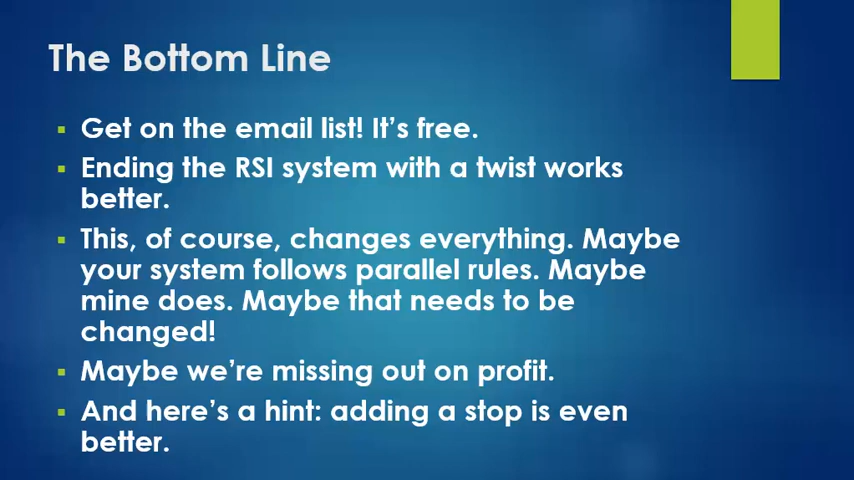 The Bottom Line
Get on the email list! It's free.
Ending the RSI system with a twist works
better.
This, of course, changes everything. Maybe
your system follows parallel rules. Maybe
mine does. Maybe that needs to be
changed!
Maybe we're missing out on profit.
And here's a hint: adding a stop is even
better.